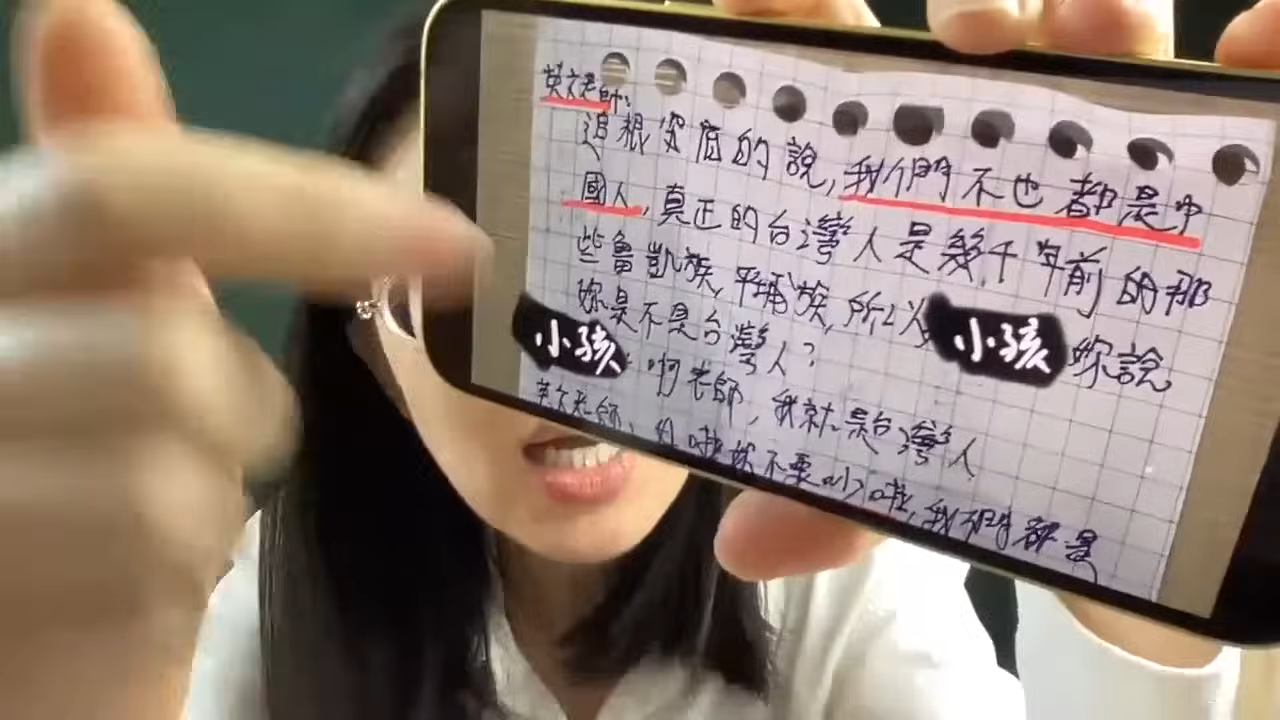 英文老師:
追根究底的說,我們不也都是中
國人,真正的台灣人是幾千年前的那
些魯凱族,平埔族,所以小孩妳說
妳是不是台灣人?
小孩:啊老師,我就是台灣人
英文老師:啦妳不要吵啦,我們都是